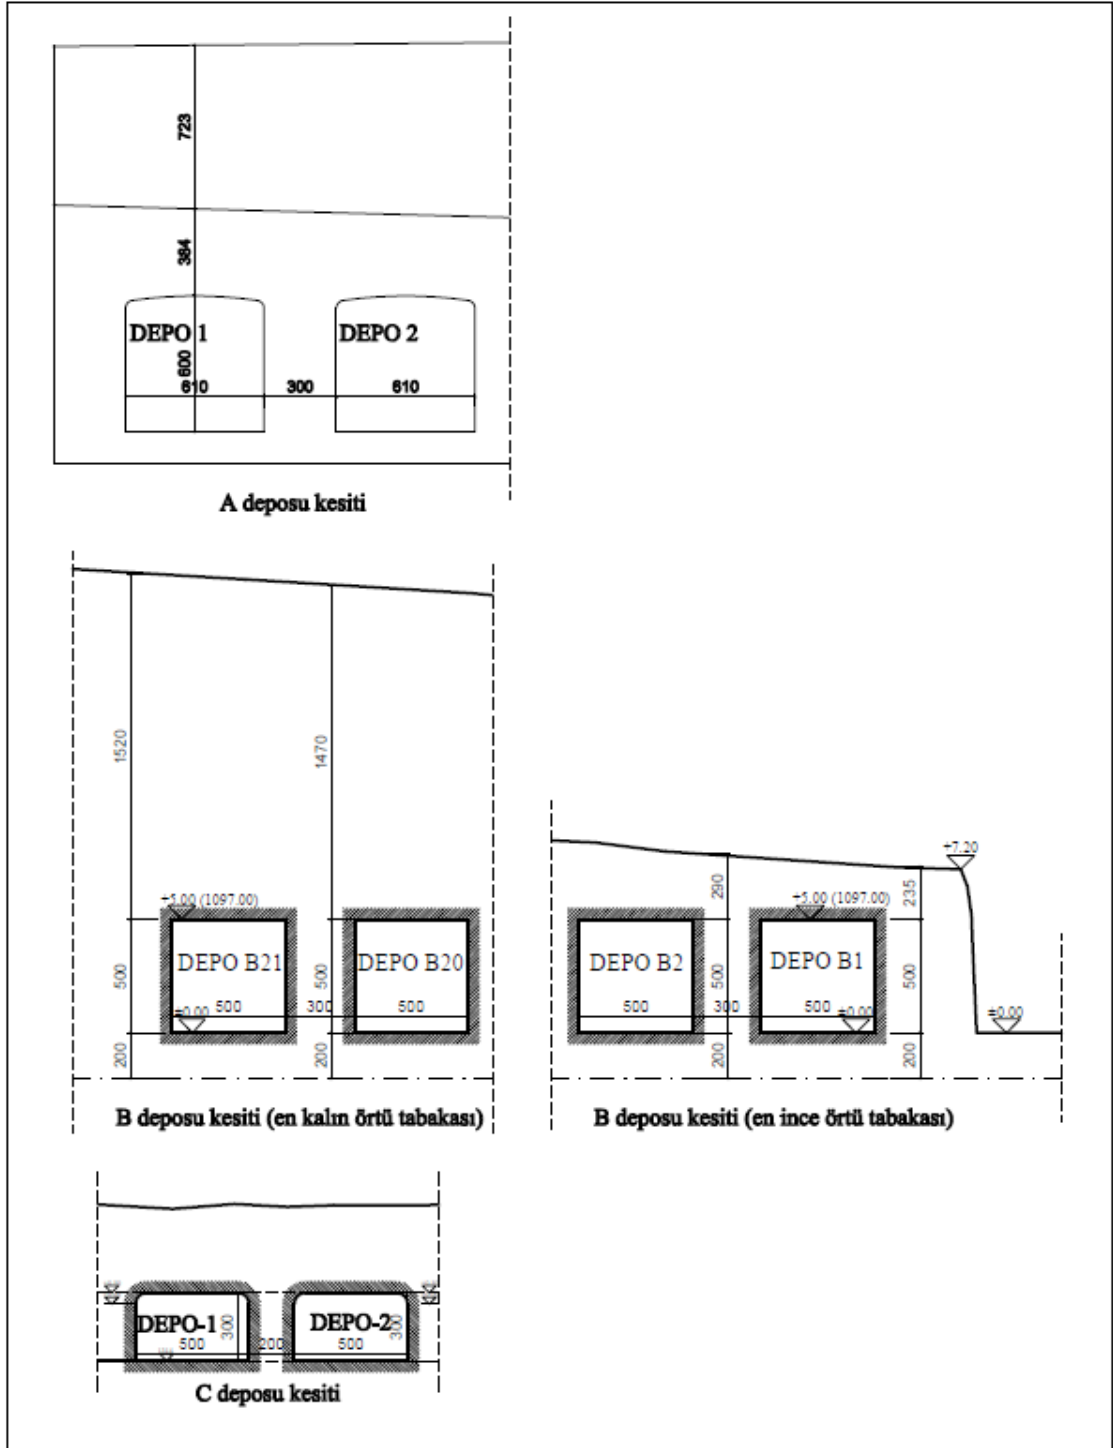 723
384
DEPO 1
DEPO 2
600
610
300
610
A deposu kesiti
1520
1470
+5.00 (1097.00)
DEPO B21
DEPO B20
500
500
500
300
500
±0.00
200
200
B deposu kesiti (en kalın örtü tabakası)
+7.20
290
235
+5.00 (1097.00)
DEPO B2
DEPO B1
500
500
500
300
500
±0.00
±0.00
200
200
B deposu kesiti (en ince örtü tabakası)
DEPO-1
300
DEPO-2
300
500
200
500
C deposu kesiti